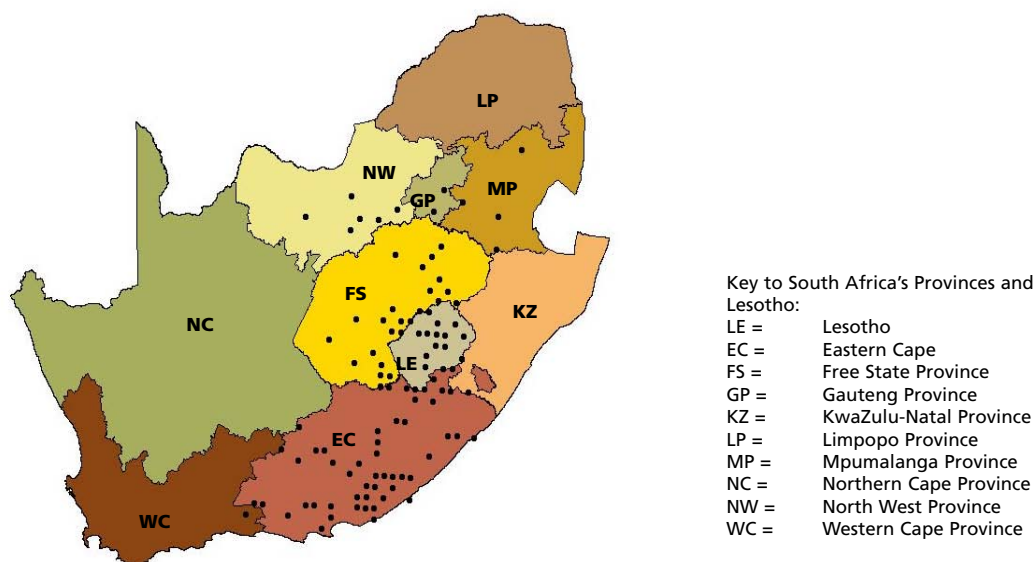 LP
NW
MP
GP
FS
KZ
NC
LE
EC
WC
Key to South Africa's Provinces and
Lesotho:
LE = Lesotho
EC = Eastern Cape
FS = Free State Province
GP = Gauteng Province
KZ = KwaZulu-Natal Province
LP = Limpopo Province
MP = Mpumalanga Province
NC = Northern Cape Province
NW = North West Province
WC = Western Cape Province